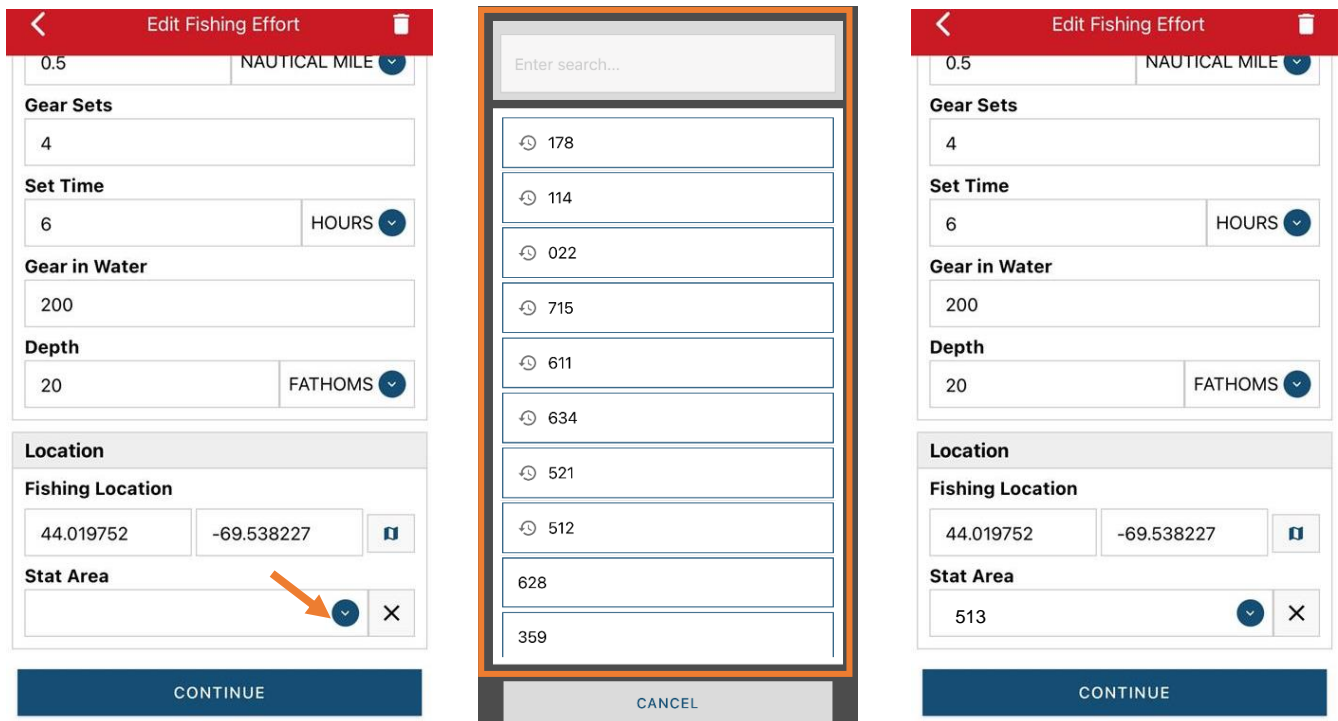 Edit Fishing Effort
0.5 NAUTICAL MILE
Gear Sets
4
Set Time
6 HOURS
Gear in Water
200
Depth
20 FATHOMS
Location
Fishing Location
44.019752 -69.538227
Stat Area
CONTINUE
Enter search...
178
114
022
715
611
634
521
512
628
359
CANCEL
Edit Fishing Effort
0.5 NAUTICAL MILE
Gear Sets
4
Set Time
6 HOURS
Gear in Water
200
Depth
20 FATHOMS
Location
Fishing Location
44.019752 -69.538227
Stat Area
513
CONTINUE